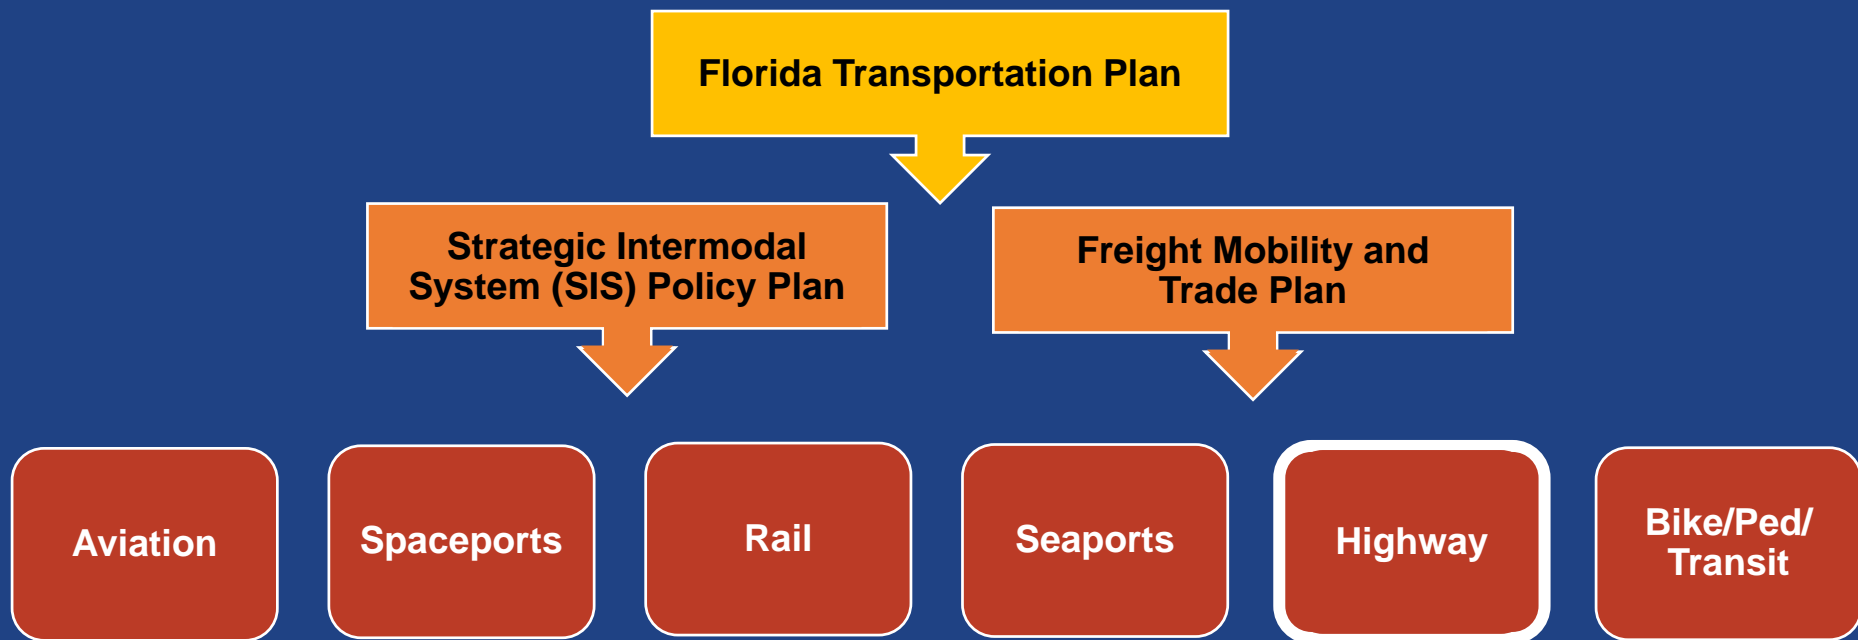 Florida Transportation Plan
Strategic Intermodal
System (SIS) Policy Plan
Freight Mobility and
Trade Plan
Aviation
Spaceports
Rail
Seaports
Highway
Bike/Ped/
Transit